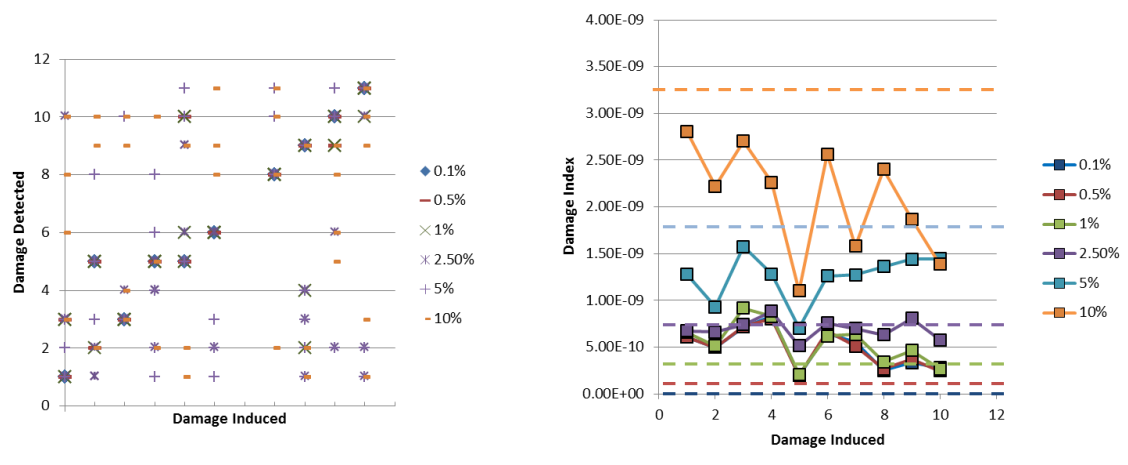 12
10
8
6
4
2
0
Damage Detected
Damage Induced
0.1%
0.5%
1%
2.50%
5%
10%
4.00E-09
3.50E-09
3.00E-09
2.50E-09
2.00E-09
1.50E-09
1.00E-09
5.00E-10
0.00E+00
Damage Index
0 2 4 6 8 10 12
Damage Induced
0.1%
0.5%
1%
2.50%
5%
10%